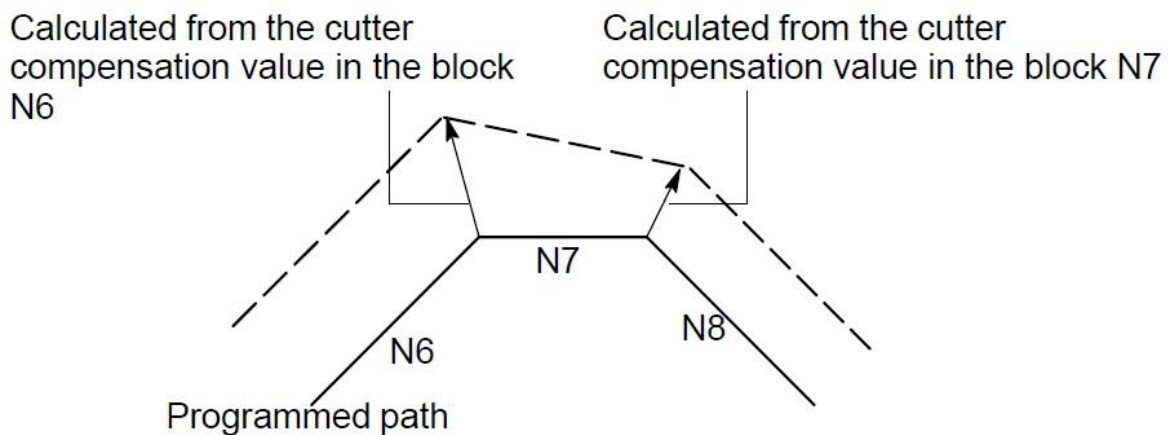 Calculated from the cutter
compensation value in the block
N6
Calculated from the cutter
compensation value in the block N7
N7
N8
N6
Programmed path